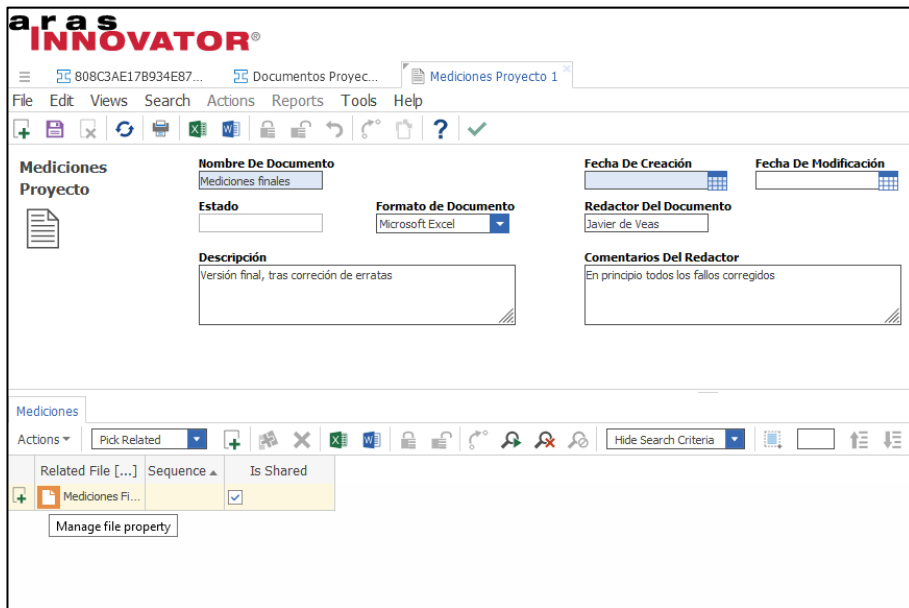 aras
INNOVATOR®
808C3AE17B934E87... Documentos Proyec... Mediciones Proyecto 1
File Edit Views Search Actions Reports Tools Help
Mediciones Proyecto
Nombre De Documento
Mediciones finales
Fecha De Creación
Fecha De Modificación
Estado
Formato de Documento
Microsoft Excel
Redactor Del Documento
Javier de Veas
Descripción
Versión final, tras correción de erratas
Comentarios Del Redactor
En principio todos los fallos corregidos
Mediciones
Actions Pick Related Hide Search Criteria
Related File [...] Sequence Is Shared
Mediciones Fi...
Manage file property